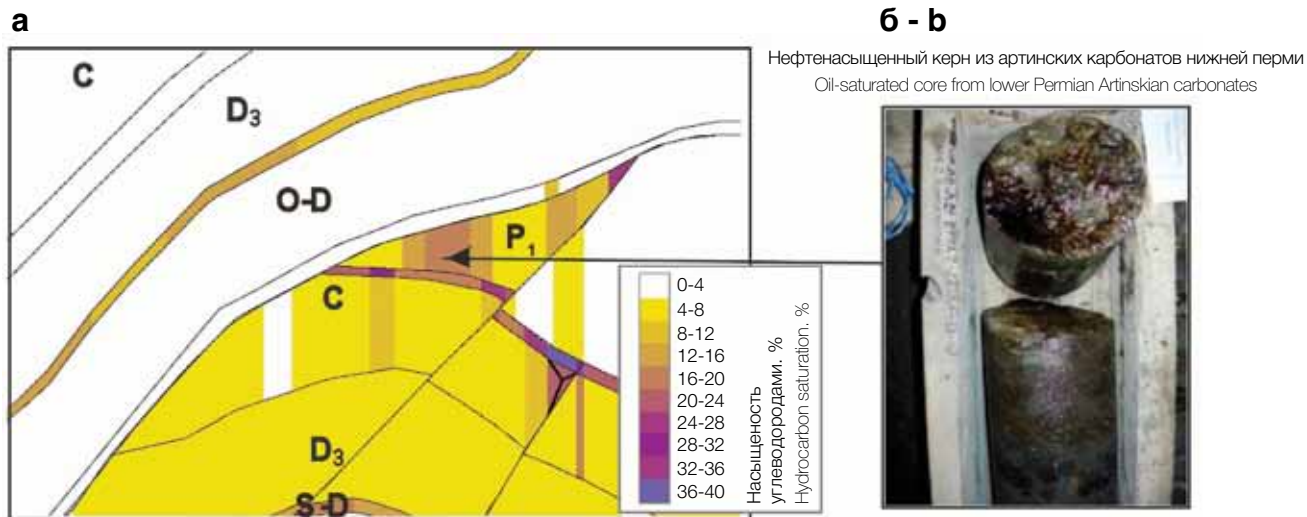 а
б - b
Нефтенасыщенный керн из артинских карбонатов нижней перми
Oil-saturated core from lower Permian Artinskian carbonates
C
D₃
O-D
P₁
C
D₃
S-D
0-4
4-8
8-12
12-16
16-20
20-24
24-28
28-32
32-36
36-40
Насыщеность
углеводородами. %
Hydrocarbon saturation. %